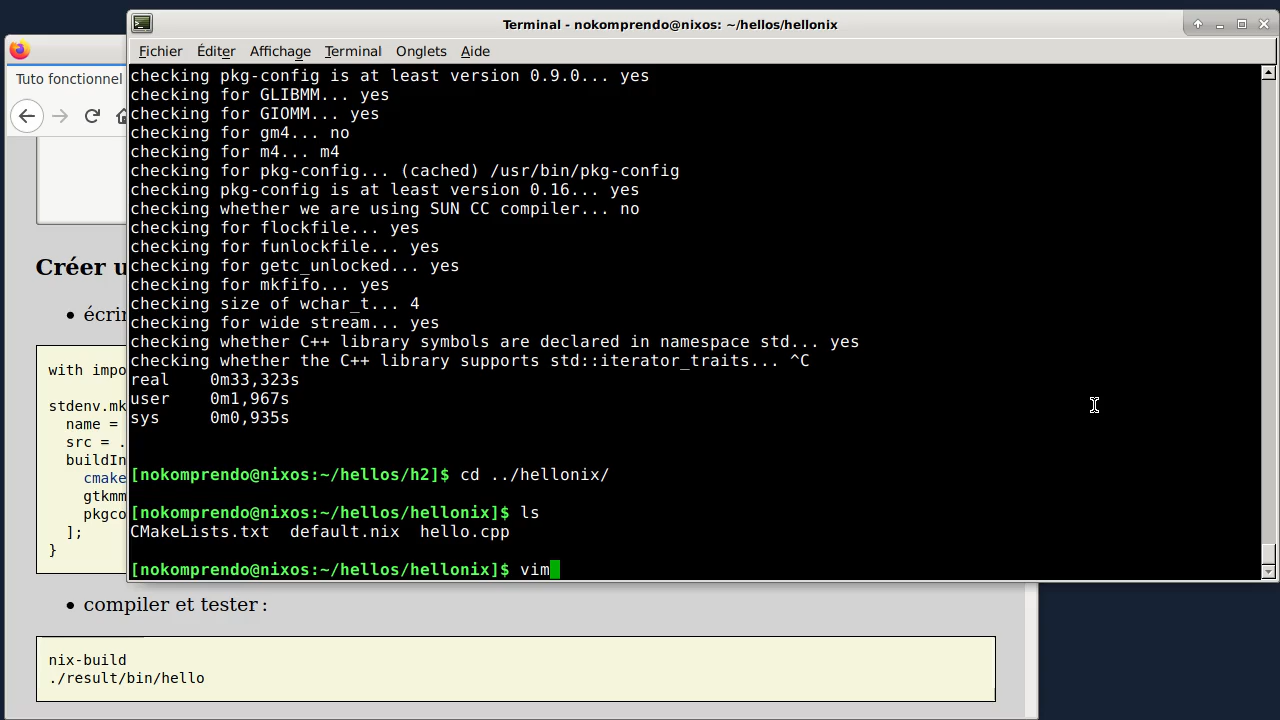 Terminal - nokomprendo@nixos: ~/hellos/hellonix
Fichier Éditer Affichage Terminal Onglets Aide
checking pkg-config is at least version 0.9.0... yes
checking for GLIBMM... yes
checking for GIOMM... yes
checking for gm4... no
checking for m4... m4
checking for pkg-config... (cached) /usr/bin/pkg-config
checking pkg-config is at least version 0.16... yes
checking whether we are using SUN CC compiler... no
checking for flockfile... yes
checking for funlockfile... yes
checking for getc_unlocked... yes
checking for mkfifo... yes
checking size of wchar_t... 4
checking for wide stream... yes
checking whether C++ library symbols are declared in namespace std... yes
checking whether the C++ library supports std::iterator_traits... ^C
real 0m33,323s
user 0m1,967s
sys 0m0,935s
[nokomprendo@nixos:~/hellos/h2]$ cd ../hellonix/
[nokomprendo@nixos:~/hellos/hellonix]$ ls
CMakeLists.txt default.nix hello.cpp
[nokomprendo@nixos:~/hellos/hellonix]$ vim
Tuto fonctionnel
Créer u
• écrir
with impo
stdenv.mk
name =
src = .
buildIn
cmake
gtkmm
pkgco
];
}
• compiler et tester :
nix-build
./result/bin/hello